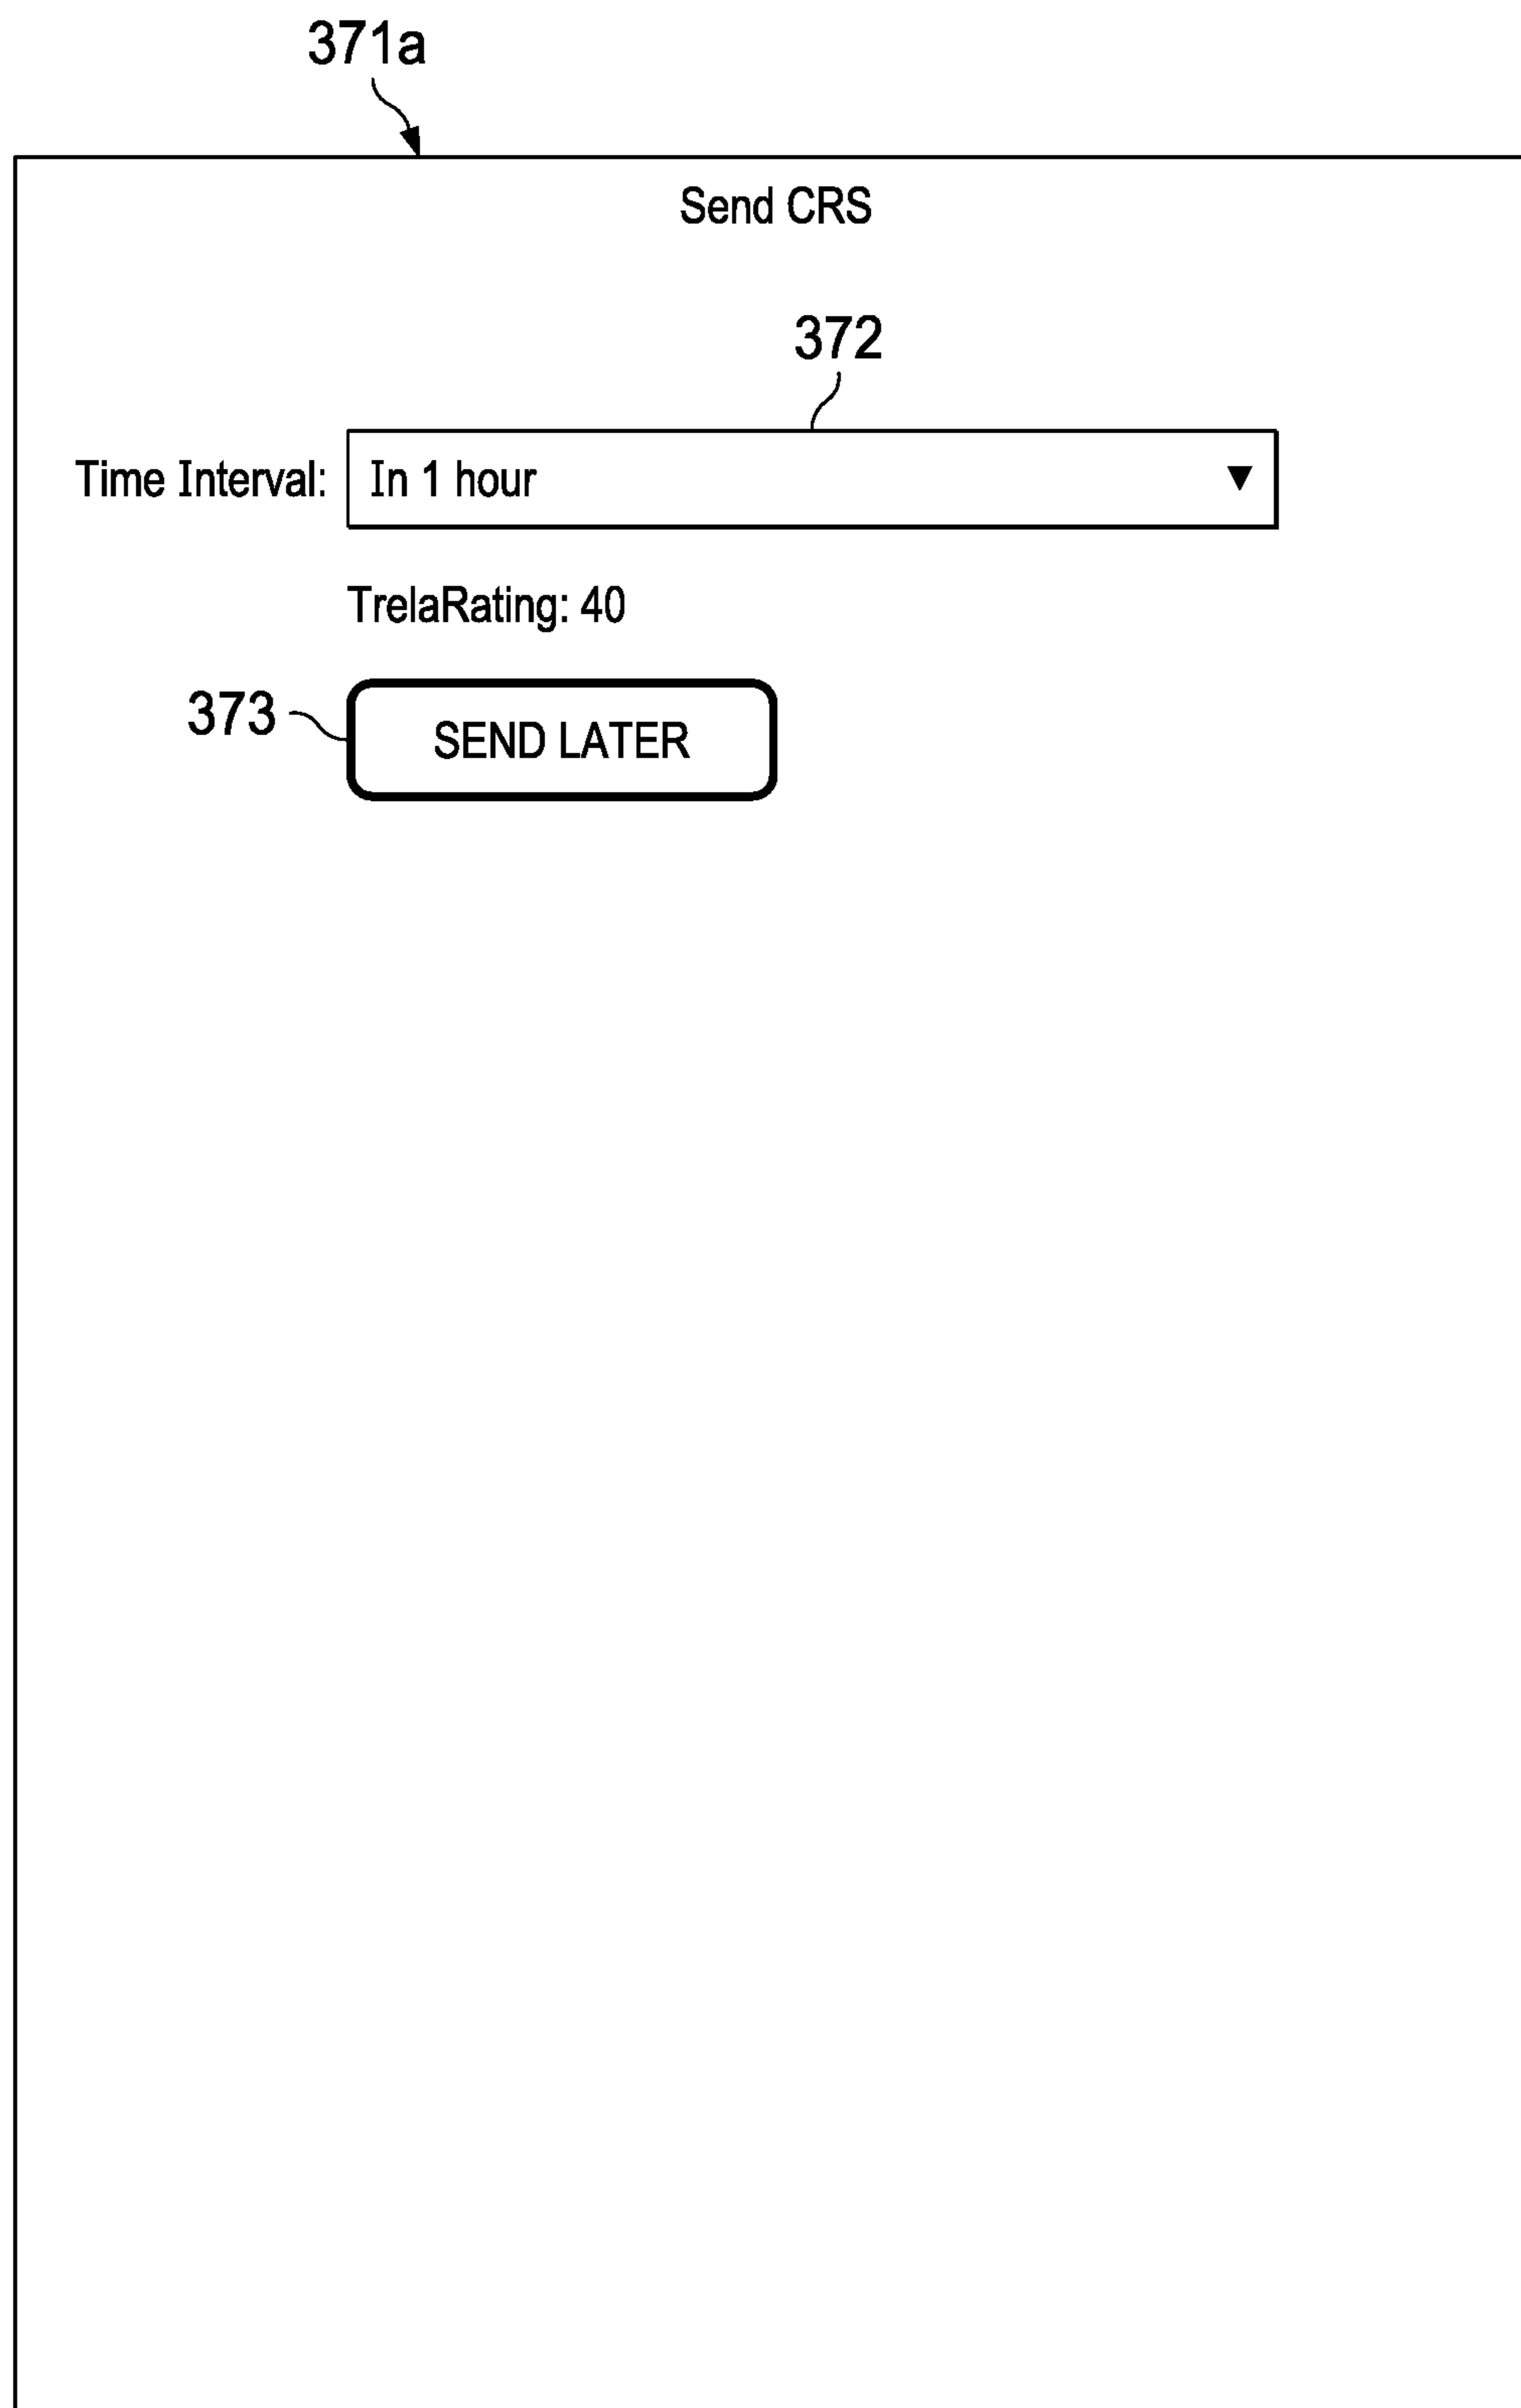 371a
Send CRS
372
Time Interval: In 1 hour
TrelaRating: 40
373 SEND LATER